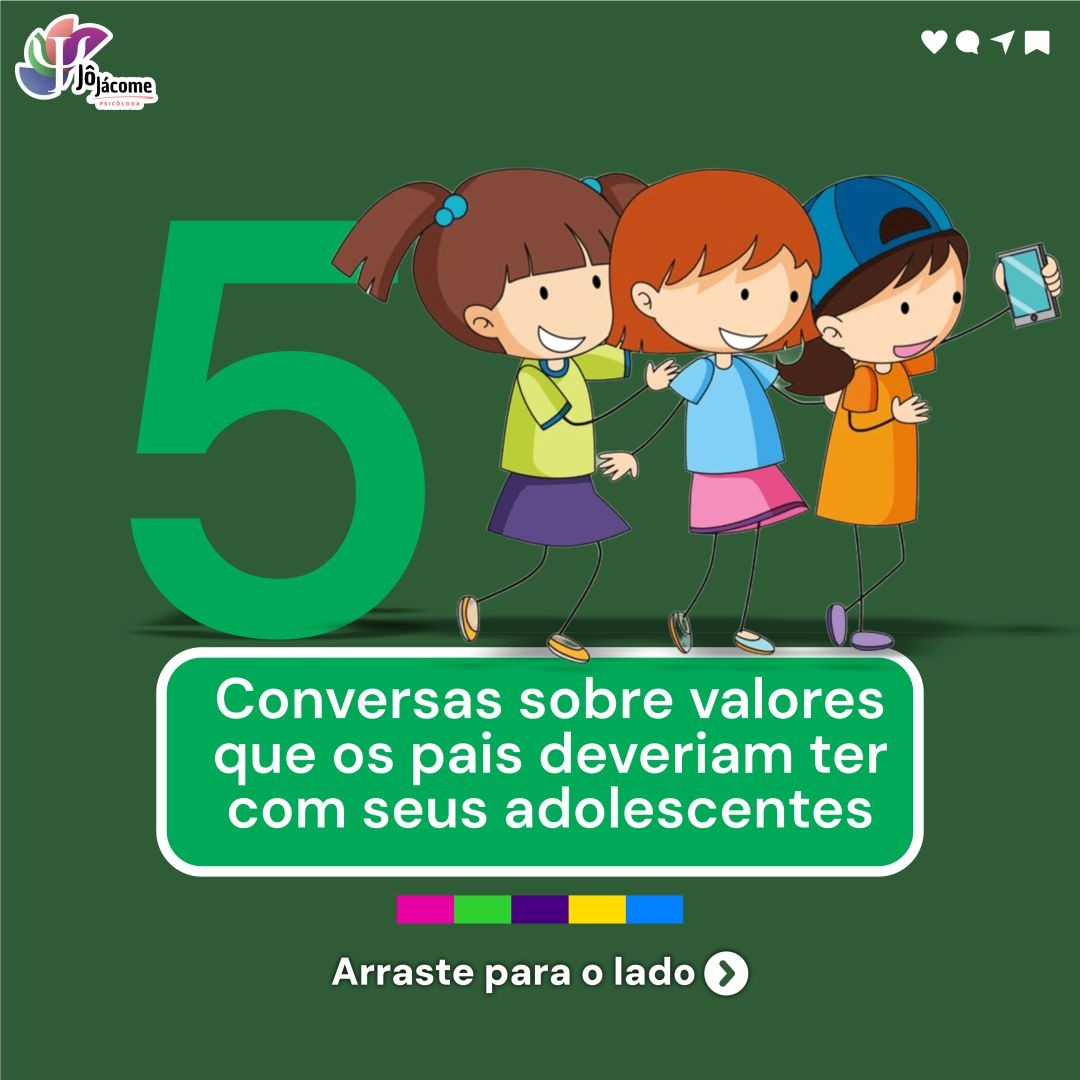 Jô Jácome
PSICÓLOGA
5
Conversas sobre valores
que os pais deveriam ter
com seus adolescentes
Arraste para o lado